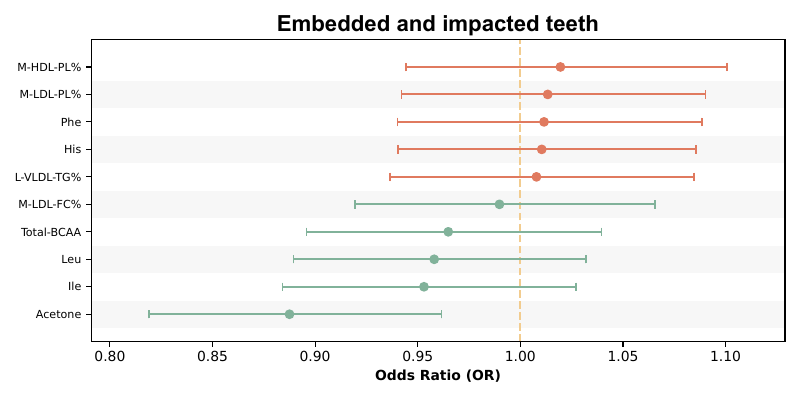 Embedded and impacted teeth
M-HDL-PL%
M-LDL-PL%
Phe
His
L-VLDL-TG%
M-LDL-FC%
Total-BCAA
Leu
Ile
Acetone
0.80 0.85 0.90 0.95 1.00 1.05 1.10
Odds Ratio (OR)